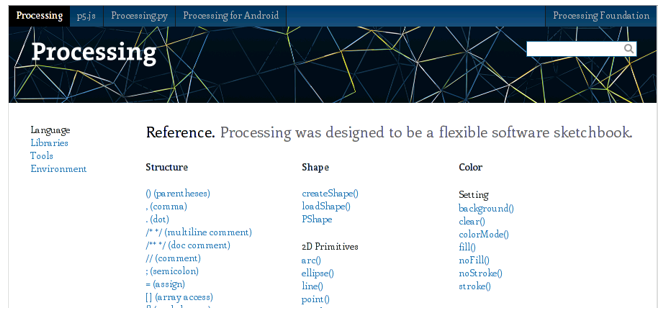 Processing p5.js Processing.py Processing for Android Processing Foundation
Processing
Language
Libraries
Tools
Environment
Reference. Processing was designed to be a flexible software sketchbook.
Structure
() (parentheses)
, (comma)
. (dot)
/* */ (multiline comment)
/** */ (doc comment)
// (comment)
; (semicolon)
= (assign)
[] (array access)
Shape
createShape()
loadShape()
PShape
2D Primitives
arc()
ellipse()
line()
point()
Color
Setting
background()
clear()
colorMode()
fill()
noFill()
noStroke()
stroke()